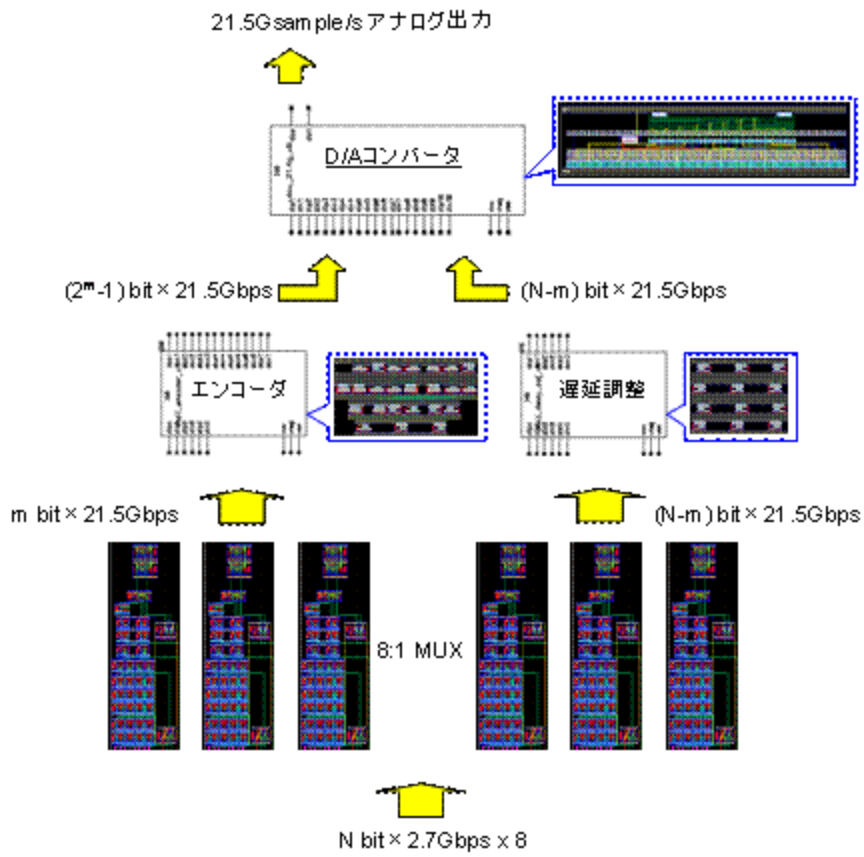 21.5Gsample/s アナログ出力
D/Aコンバータ
(2ᵐ-1) bit × 21.5Gbps
(N-m) bit × 21.5Gbps
エンコーダ
遅延調整
m bit × 21.5Gbps
(N-m) bit × 21.5Gbps
8:1 MUX
N bit × 2.7Gbps x 8